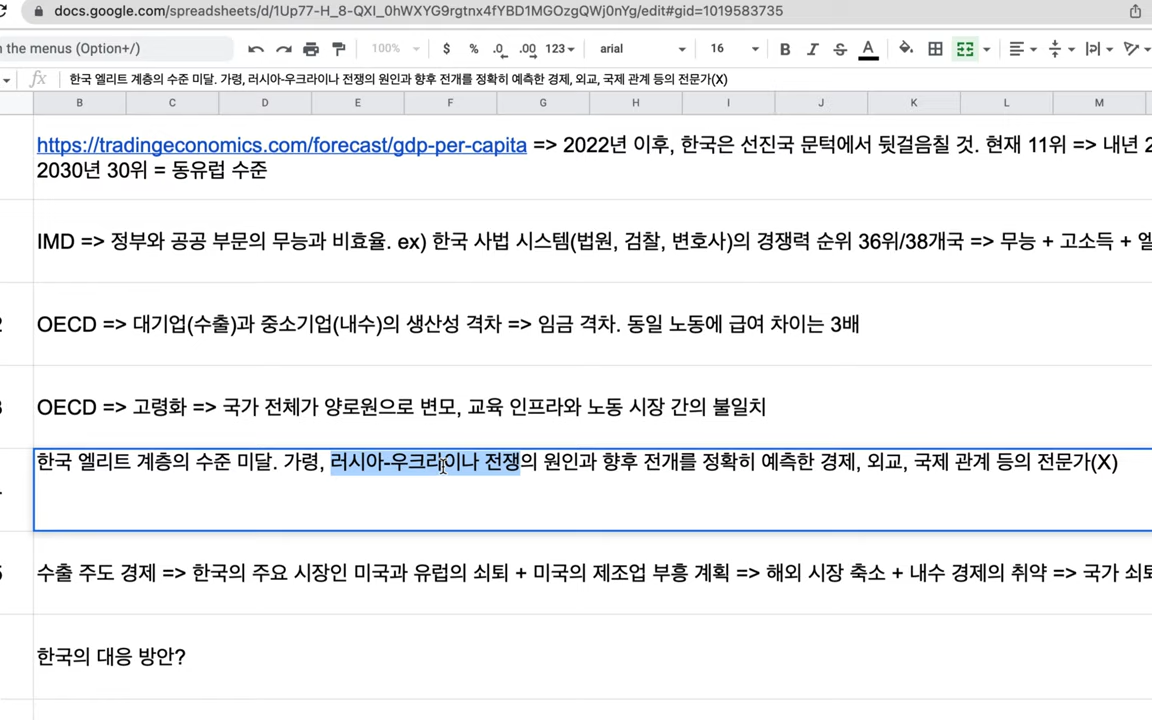 docs.google.com/spreadsheets/d/1Up77-H_8-QXI_0hWXYG9rgtnx4fYBD1MGOzgQWj0nYg/edit#gid=1019583735
n the menus (Option+/)
100%
$ % .0 .00 123
arial
16
B I S A
fx 한국 엘리트 계층의 수준 미달. 가령, 러시아-우크라이나 전쟁의 원인과 향후 전개를 정확히 예측한 경제, 외교, 국제 관계 등의 전문가(X)
B C D E F G H I J K L M
https://tradingeconomics.com/forecast/gdp-per-capita => 2022년 이후, 한국은 선진국 문턱에서 뒷걸음칠 것. 현재 11위 => 내년 2
2030년 30위 = 동유럽 수준
IMD => 정부와 공공 부문의 무능과 비효율. ex) 한국 사법 시스템(법원, 검찰, 변호사)의 경쟁력 순위 36위/38개국 => 무능 + 고소득 + 엘
2 OECD => 대기업(수출)과 중소기업(내수)의 생산성 격차 => 임금 격차. 동일 노동에 급여 차이는 3배
3 OECD => 고령화 => 국가 전체가 양로원으로 변모, 교육 인프라와 노동 시장 간의 불일치
한국 엘리트 계층의 수준 미달. 가령, 러시아-우크라이나 전쟁의 원인과 향후 전개를 정확히 예측한 경제, 외교, 국제 관계 등의 전문가(X)
5 수출 주도 경제 => 한국의 주요 시장인 미국과 유럽의 쇠퇴 + 미국의 제조업 부흥 계획 => 해외 시장 축소 + 내수 경제의 취약 => 국가 쇠퇴
한국의 대응 방안?